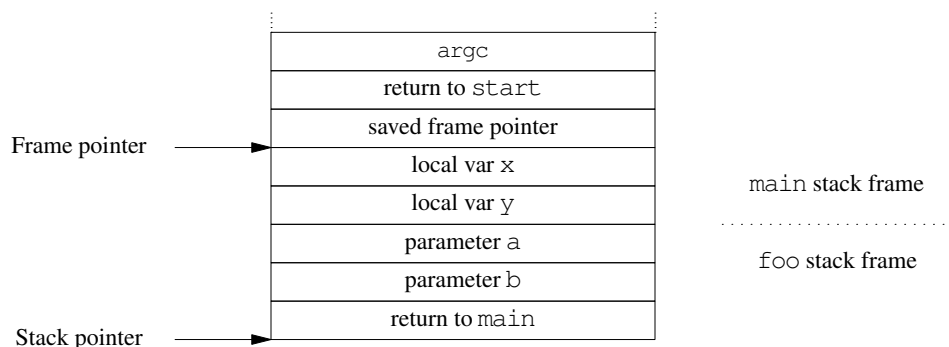 argc
return to start
saved frame pointer
Frame pointer
local var x
main stack frame
local var y
parameter a
foo stack frame
parameter b
return to main
Stack pointer